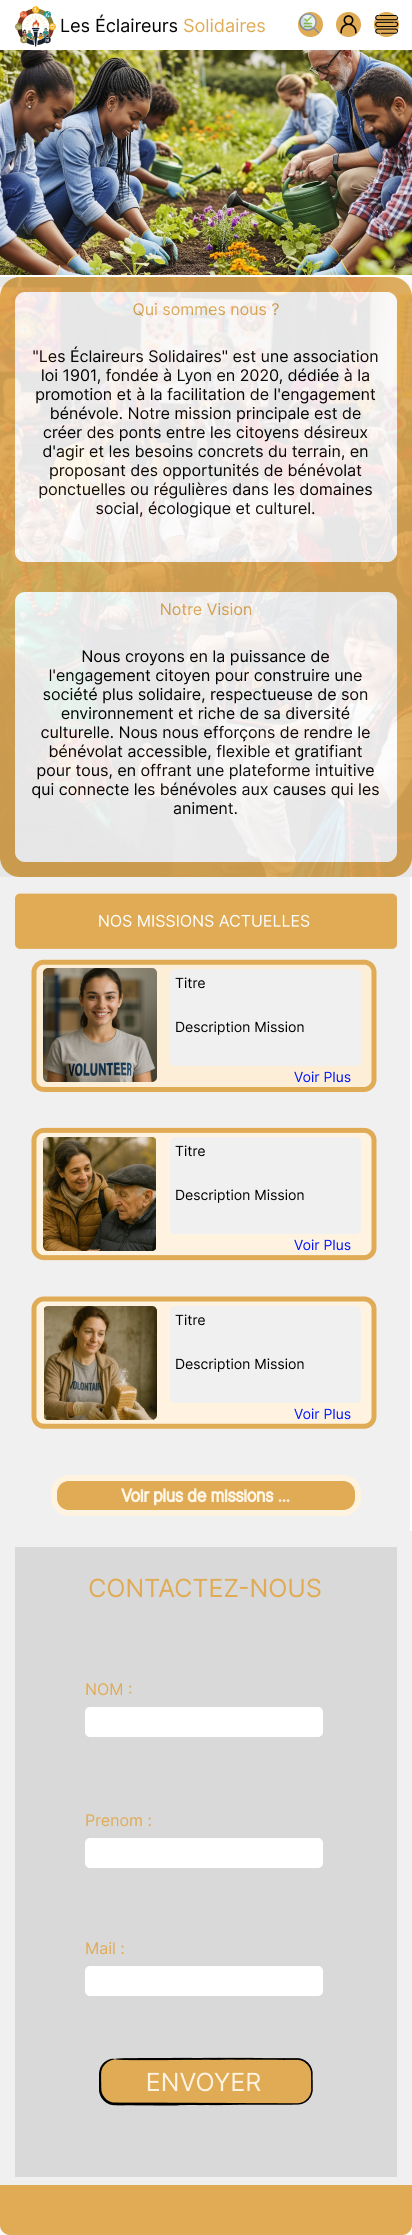 Les Éclaireurs Solidaires
Qui sommes nous ?
"Les Éclaireurs Solidaires" est une association
loi 1901, fondée à Lyon en 2020, dédiée à la
promotion et à la facilitation de l'engagement
bénévole. Notre mission principale est de
créer des ponts entre les citoyens désireux
d'agir et les besoins concrets du terrain, en
proposant des opportunités de bénévolat
ponctuelles ou régulières dans les domaines
social, écologique et culturel.
Notre Vision
Nous croyons en la puissance de
l'engagement citoyen pour construire une
société plus solidaire, respectueuse de son
environnement et riche de sa diversité
culturelle. Nous nous efforçons de rendre le
bénévolat accessible, flexible et gratifiant
pour tous, en offrant une plateforme intuitive
qui connecte les bénévoles aux causes qui les
animent.
NOS MISSIONS ACTUELLES
VOLUNTEER
Titre
Description Mission
Voir Plus
Titre
Description Mission
Voir Plus
VOLONTAIR
Titre
Description Mission
Voir Plus
Voir plus de missions ...
CONTACTEZ-NOUS
NOM :
Prenom :
Mail :
ENVOYER